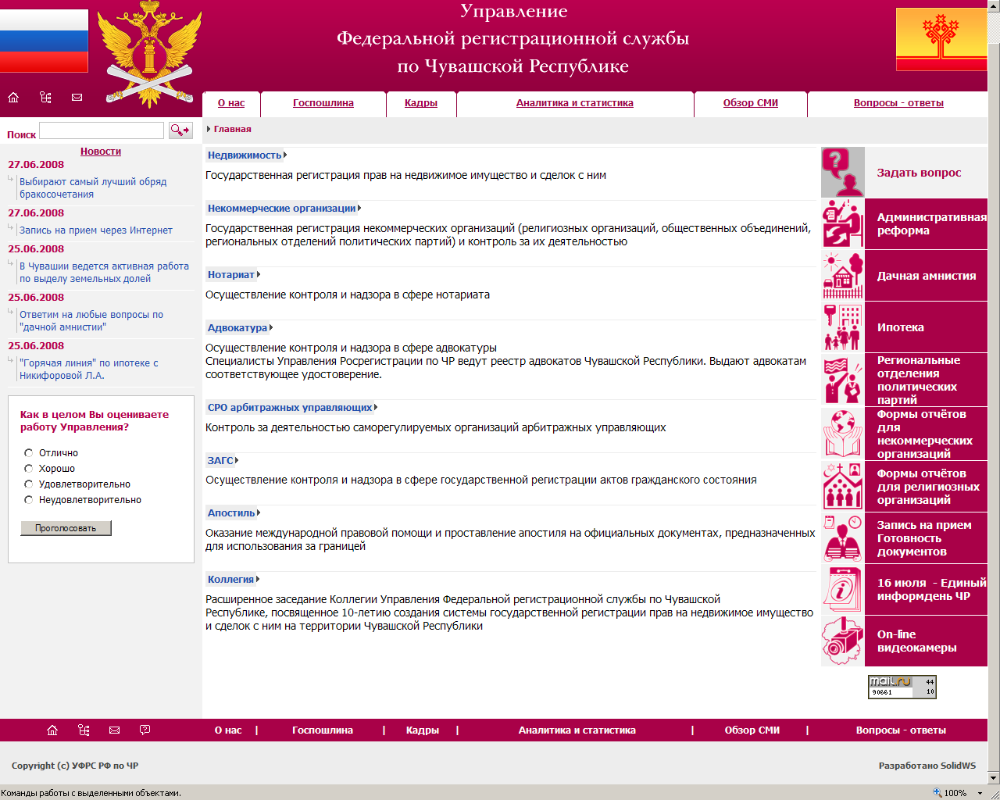 Управление
Федеральной регистрационной службы
по Чувашской Республике
О нас
Госпошлина
Кадры
Аналитика и статистика
Обзор СМИ
Вопросы - ответы
Поиск
Главная
Новости
27.06.2008
Выбирают самый лучший обряд
бракосочетания
27.06.2008
Запись на прием через Интернет
25.06.2008
В Чувашии ведется активная работа
по выделу земельных долей
25.06.2008
Ответим на любые вопросы по
"дачной амнистии"
25.06.2008
"Горячая линия" по ипотеке с
Никифоровой Л.А.
Как в целом Вы оцениваете
работу Управления?
Отлично
Хорошо
Удовлетворительно
Неудовлетворительно
Проголосовать
Недвижимость
Государственная регистрация прав на недвижимое имущество и сделок с ним
Некоммерческие организации
Государственная регистрация некоммерческих организаций (религиозных организаций, общественных объединений,
региональных отделений политических партий) и контроль за их деятельностью
Нотариат
Осуществление контроля и надзора в сфере нотариата
Адвокатура
Осуществление контроля и надзора в сфере адвокатуры
Специалисты Управления Росрегистрации по ЧР ведут реестр адвокатов Чувашской Республики. Выдают адвокатам
соответствующее удостоверение.
СРО арбитражных управляющих
Контроль за деятельностью саморегулируемых организаций арбитражных управляющих
ЗАГС
Осуществление контроля и надзора в сфере государственной регистрации актов гражданского состояния
Апостиль
Оказание международной правовой помощи и проставление апостиля на официальных документах, предназначенных
для использования за границей
Коллегия
Расширенное заседание Коллегии Управления Федеральной регистрационной службы по Чувашской
Республике, посвященное 10-летию создания системы государственной регистрации прав на недвижимое имущество
и сделок с ним на территории Чувашской Республики
Задать вопрос
Административная
реформа
Дачная амнистия
Ипотека
Региональные
отделения
политических
партий
Формы отчётов
для
некоммерческих
организаций
Формы отчётов
для религиозных
организаций
Запись на прием
Готовность
документов
16 июля - Единый
информдень ЧР
On-line
видеокамеры
mail.ru 44
90661 10
О нас | Госпошлина | Кадры | Аналитика и статистика | Обзор СМИ | Вопросы - ответы
Copyright (c) УФРС РФ по ЧР
Разработано SolidWS
Команды работы с выделенными объектами.
100%